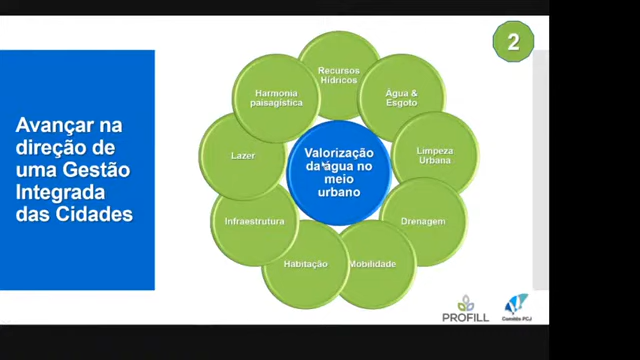 2
Avançar na
direção de
uma Gestão
Integrada
das Cidades
Recursos
Hídricos
Água &
Esgoto
Limpeza
Urbana
Drenagem
Mobilidade
Habitação
Infraestrutura
Lazer
Harmonia
paisagística
Valorização
da água no
meio
urbano
PROFILL
Comitês PCJ